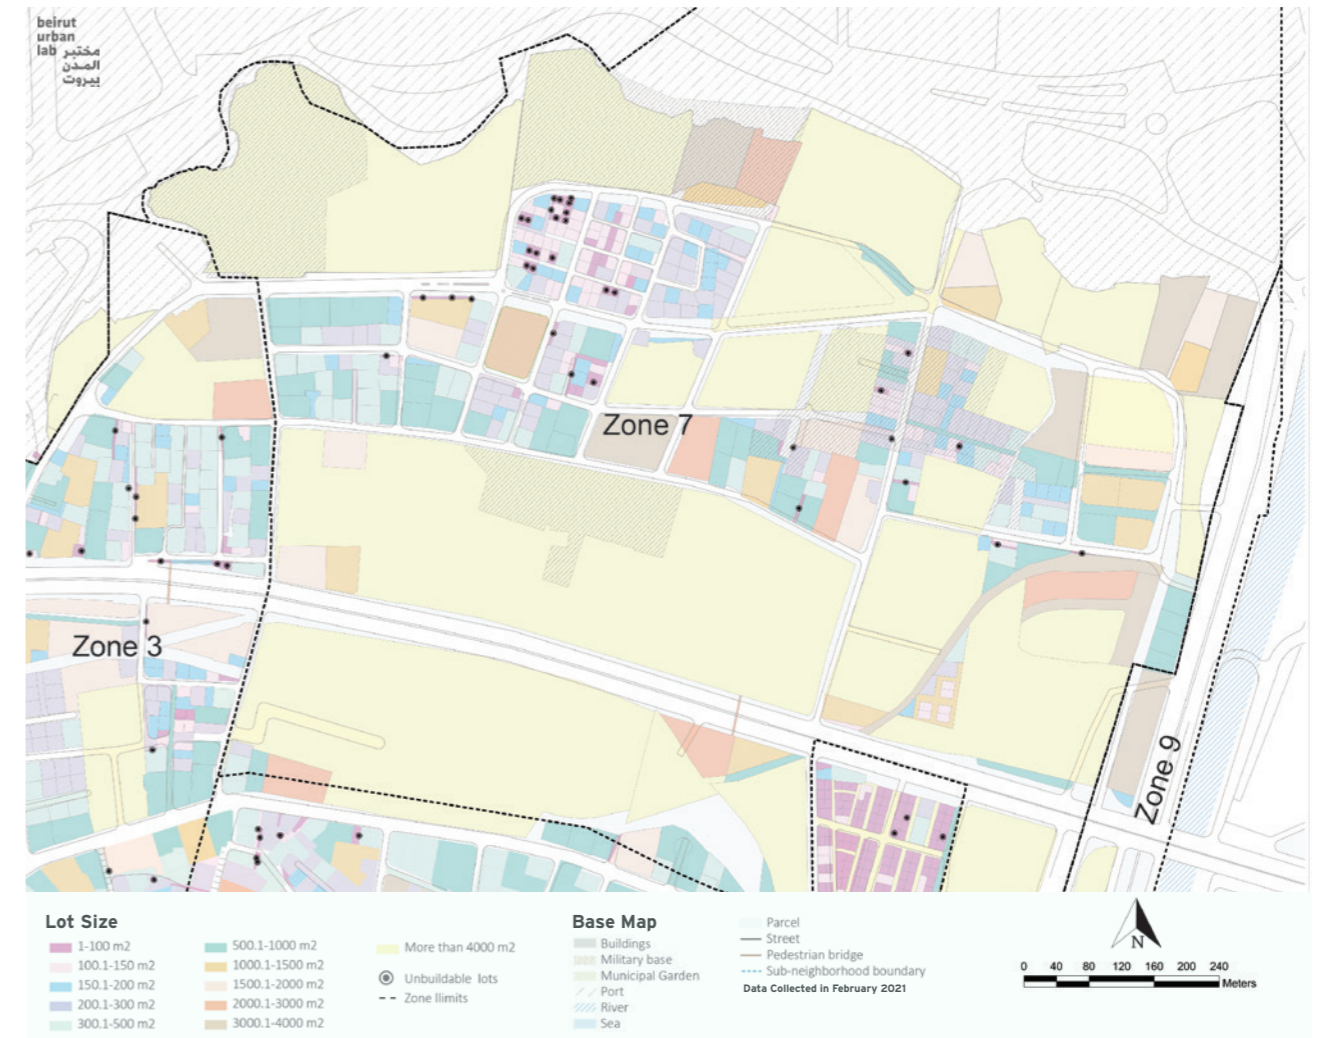 beirut
urban
lab مختبر
المدن
بيروت
Zone 7
Zone 3
Zone 9
Lot Size
1-100 m2
100.1-150 m2
150.1-200 m2
200.1-300 m2
300.1-500 m2
500.1-1000 m2
1000.1-1500 m2
1500.1-2000 m2
2000.1-3000 m2
3000.1-4000 m2
More than 4000 m2
Unbuildable lots
Zone llimits
Base Map
Buildings
Military base
Municipal Garden
Port
River
Sea
Parcel
Street
Pedestrian bridge
Sub-neighborhood boundary
Data Collected in February 2021
N
0 40 80 120 160 200 240
Meters